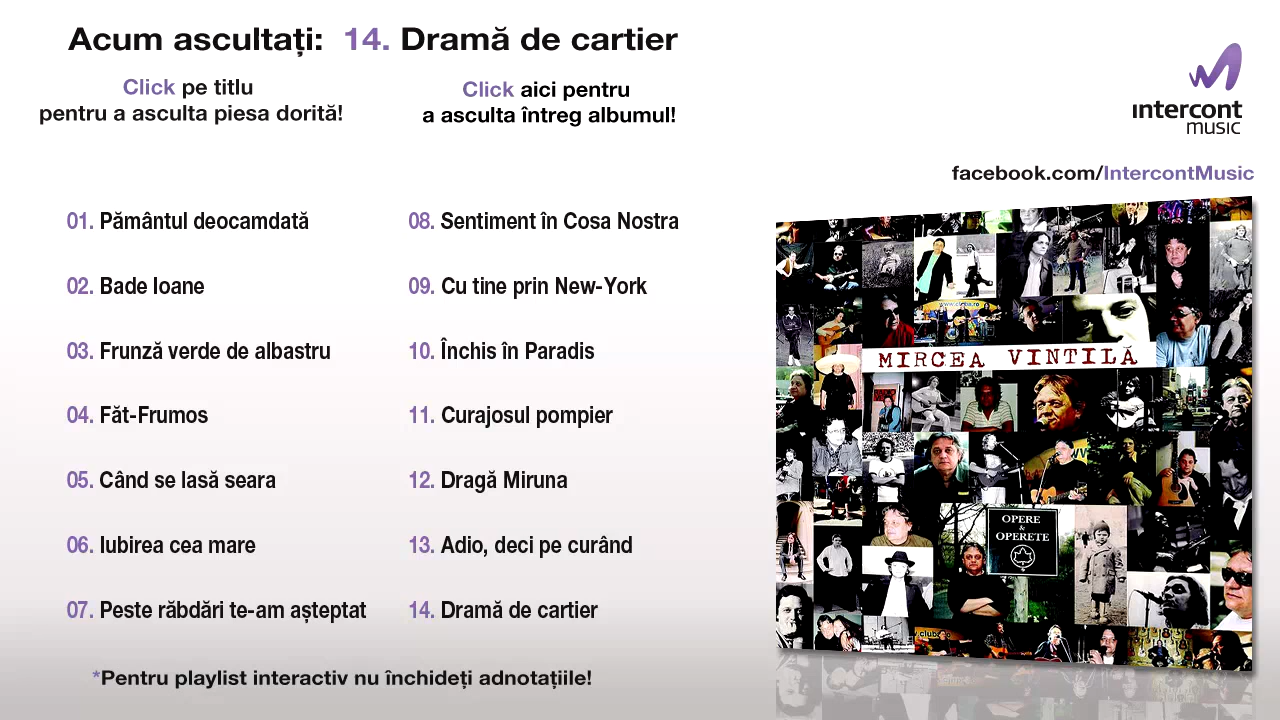 Acum ascultați: 14. Dramă de cartier
Click pe titlu
pentru a asculta piesa dorită!
Click aici pentru
a asculta întreg albumul!
intercont
music
facebook.com/IntercontMusic
01. Pământul deocamdată
02. Bade Ioane
03. Frunză verde de albastru
04. Făt-Frumos
05. Când se lasă seara
06. Iubirea cea mare
07. Peste răbdări te-am așteptat
08. Sentiment în Cosa Nostra
09. Cu tine prin New-York
10. Închis în Paradis
11. Curajosul pompier
12. Dragă Miruna
13. Adio, deci pe curând
14. Dramă de cartier
MIRCEA VINTILĂ
OPERE
&
OPERETE
*Pentru playlist interactiv nu închideți adnotațiile!